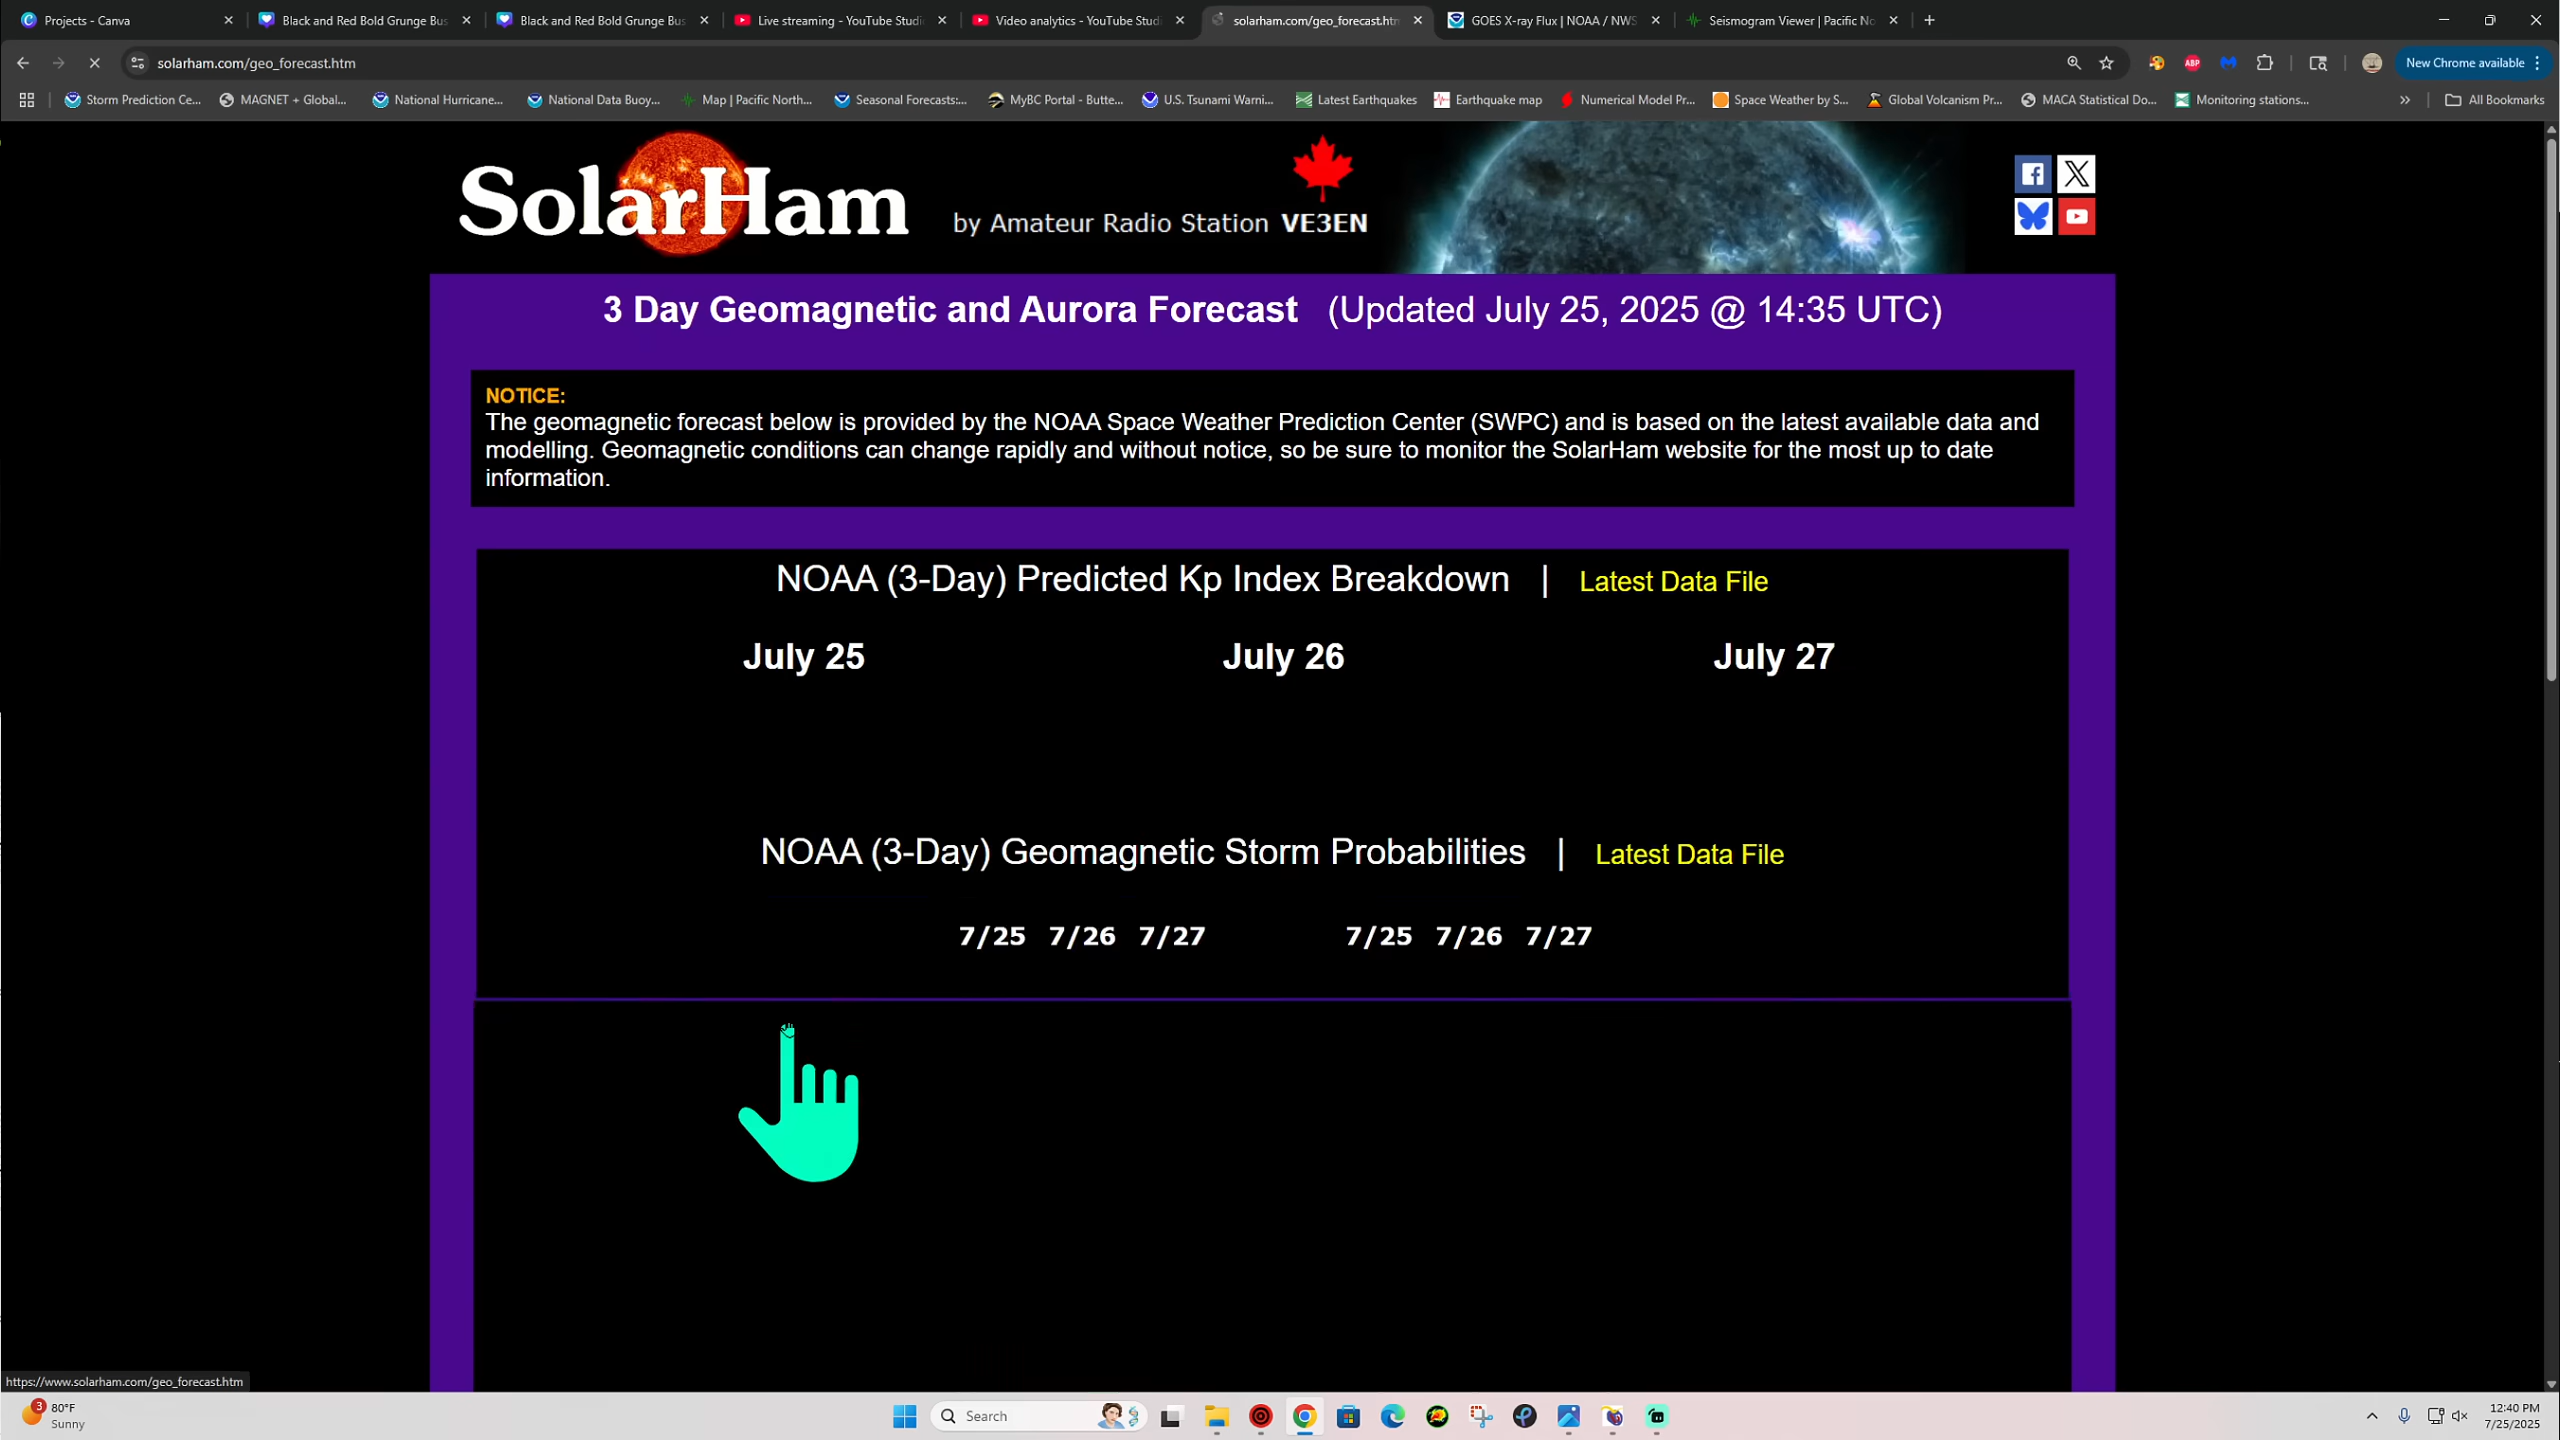 Projects - Canva
Black and Red Bold Grunge Bus
Black and Red Bold Grunge Bus
Live streaming - YouTube Studi
Video analytics - YouTube Studi
solarham.com/geo_forecast.htm
GOES X-ray Flux | NOAA / NWS
Seismogram Viewer | Pacific No
solarham.com/geo_forecast.htm
ABP
New Chrome available
Storm Prediction Ce...
MAGNET + Global...
National Hurricane...
National Data Buoy...
Map | Pacific North...
Seasonal Forecasts:...
MyBC Portal - Butte...
U.S. Tsunami Warni...
Latest Earthquakes
Earthquake map
Numerical Model Pr...
Space Weather by S...
Global Volcanism Pr...
MACA Statistical Do...
Monitoring stations...
All Bookmarks
SolarHam
by Amateur Radio Station VE3EN
3 Day Geomagnetic and Aurora Forecast (Updated July 25, 2025 @ 14:35 UTC)
NOTICE:
The geomagnetic forecast below is provided by the NOAA Space Weather Prediction Center (SWPC) and is based on the latest available data and
modelling. Geomagnetic conditions can change rapidly and without notice, so be sure to monitor the SolarHam website for the most up to date
information.
NOAA (3-Day) Predicted Kp Index Breakdown | Latest Data File
July 25 July 26 July 27
NOAA (3-Day) Geomagnetic Storm Probabilities | Latest Data File
7/25 7/26 7/27 7/25 7/26 7/27
https://www.solarham.com/geo_forecast.htm
3
80°F
Sunny
Search
12:40 PM
7/25/2025